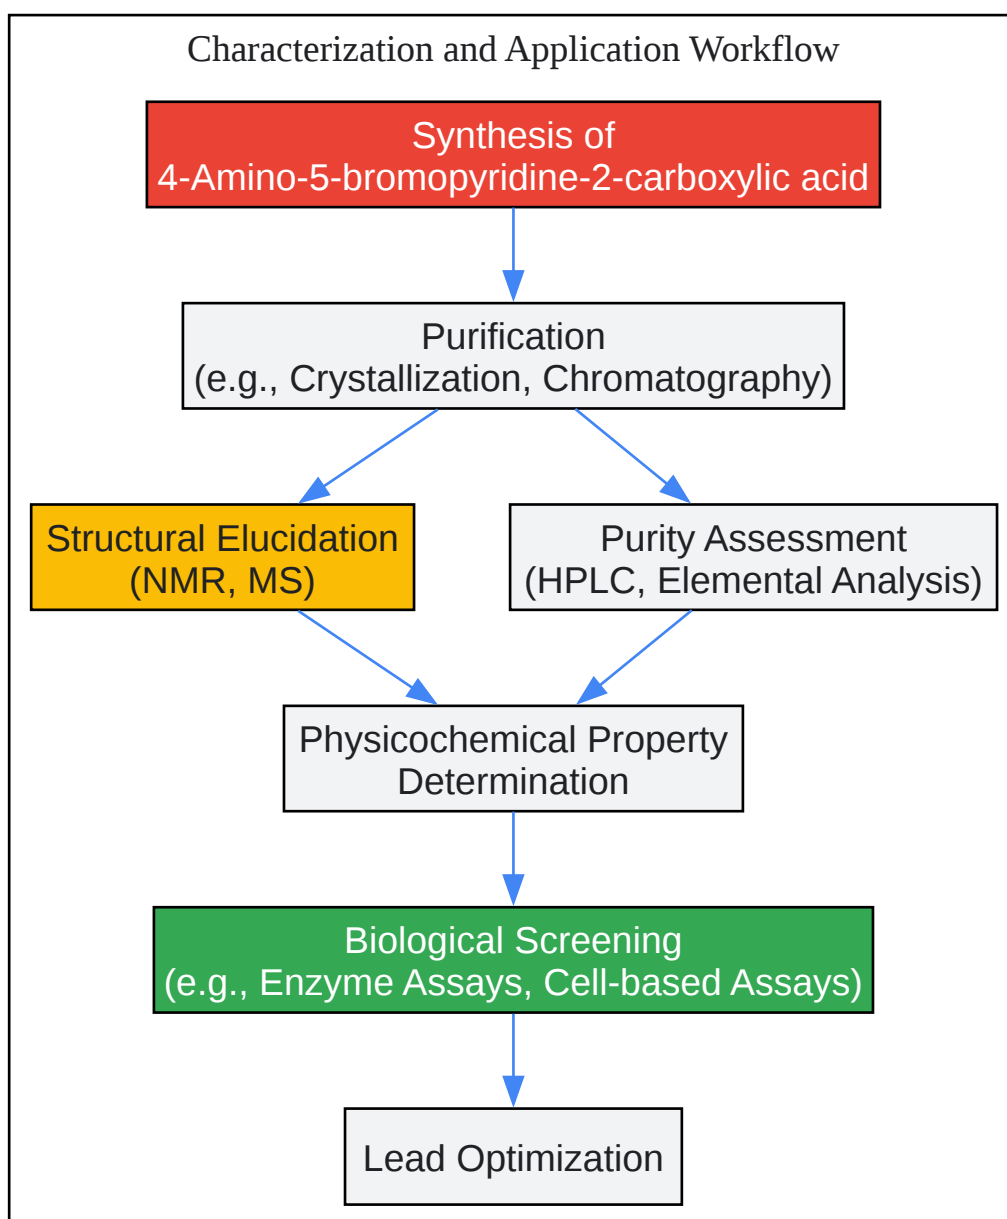 Characterization and Application Workflow
Synthesis of
4-Amino-5-bromopyridine-2-carboxylic acid
Purification
(e.g., Crystallization, Chromatography)
Structural Elucidation
(NMR, MS)
Purity Assessment
(HPLC, Elemental Analysis)
Physicochemical Property
Determination
Biological Screening
(e.g., Enzyme Assays, Cell-based Assays)
Lead Optimization